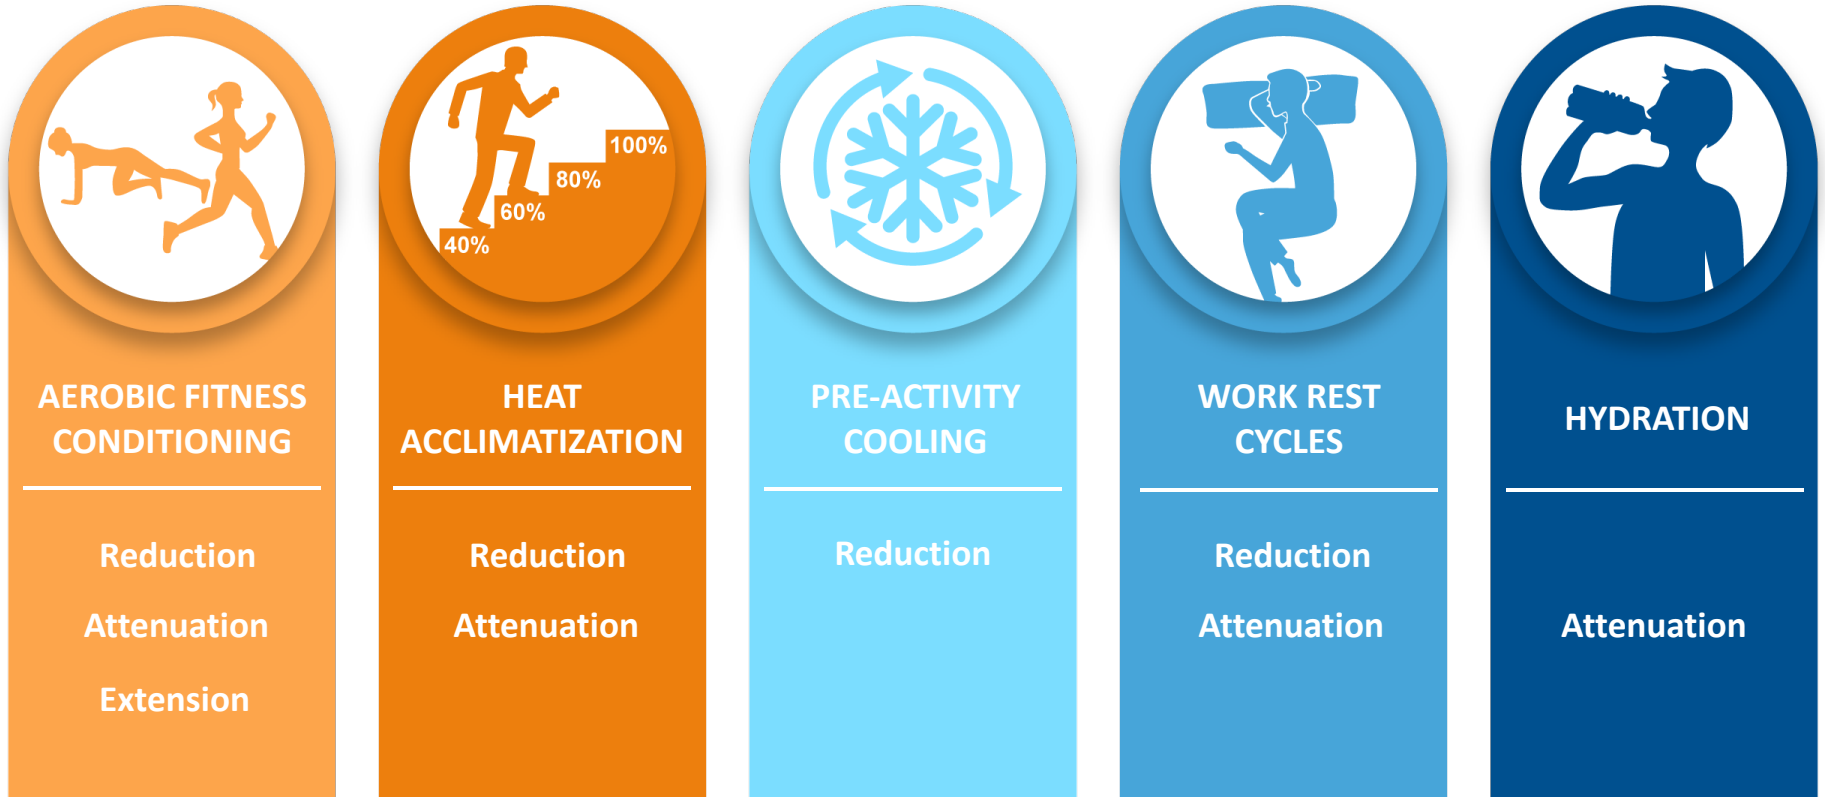 40%
60%
80%
100%
AEROBIC FITNESS
CONDITIONING
Reduction
Attenuation
Extension
HEAT
ACCLIMATIZATION
Reduction
Attenuation
PRE-ACTIVITY
COOLING
Reduction
WORK REST
CYCLES
Reduction
Attenuation
HYDRATION
Attenuation